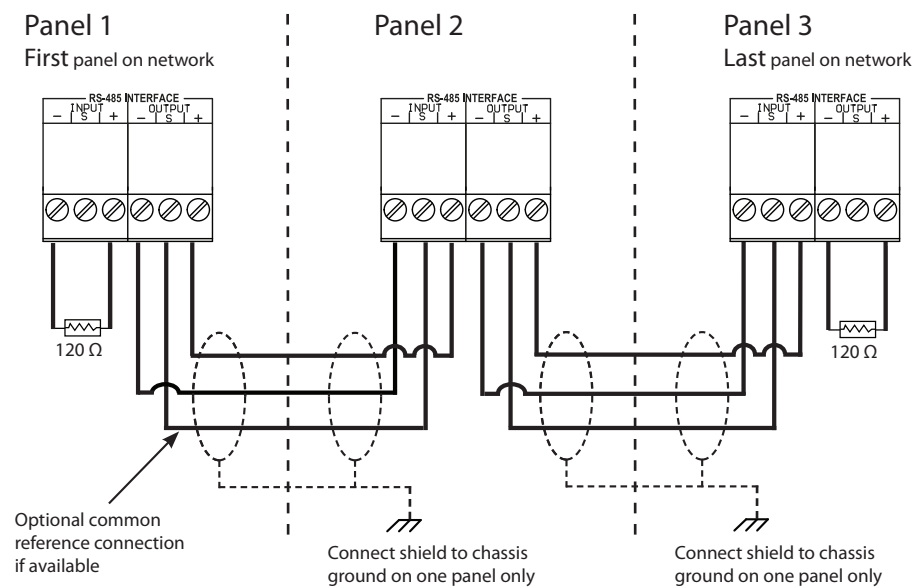 Panel 1
First panel on network
Panel 2
Panel 3
Last panel on network
RS-485 INTERFACE
INPUT OUTPUT
– S + – S +
RS-485 INTERFACE
INPUT OUTPUT
– S + – S +
RS-485 INTERFACE
INPUT OUTPUT
– S + – S +
120 Ω
120 Ω
Optional common
reference connection
if available
Connect shield to chassis
ground on one panel only
Connect shield to chassis
ground on one panel only